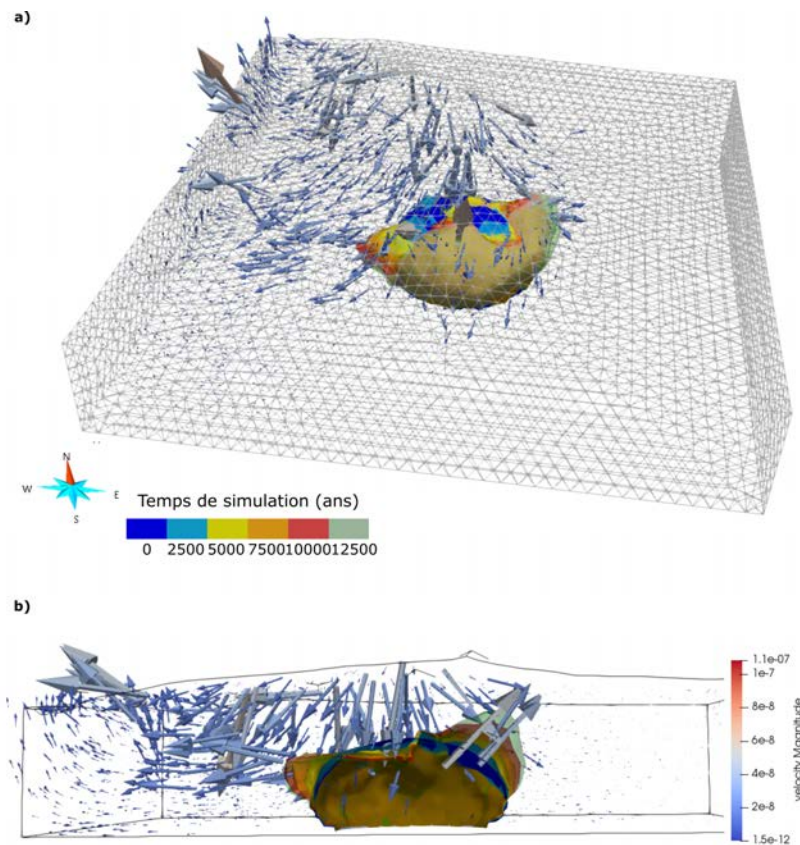 a)
N
W E
S
Temps de simulation (ans)
0 2500 5000 7500 10000 12500
b)
1.1e-07
1e-7
8e-8
6e-8
4e-8
2e-8
1.5e-12
velocity Magnitude